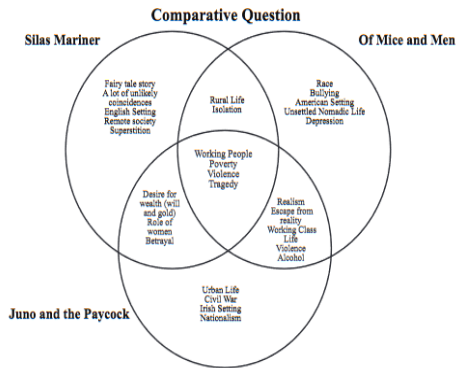 Comparative Question
Silas Mariner
Of Mice and Men
Fairy tale story
A lot of unlikely
coincidences
English Setting
Remote society
Superstition
Rural Life
Isolation
Race
Bullying
American Setting
Unsettled Nomadic Life
Depression
Working People
Poverty
Violence
Tragedy
Desire for
wealth (will
and gold)
Role of
women
Betrayal
Realism
Escape from
reality
Working Class
Life
Violence
Alcohol
Juno and the Paycock
Urban Life
Civil War
Irish Setting
Nationalism